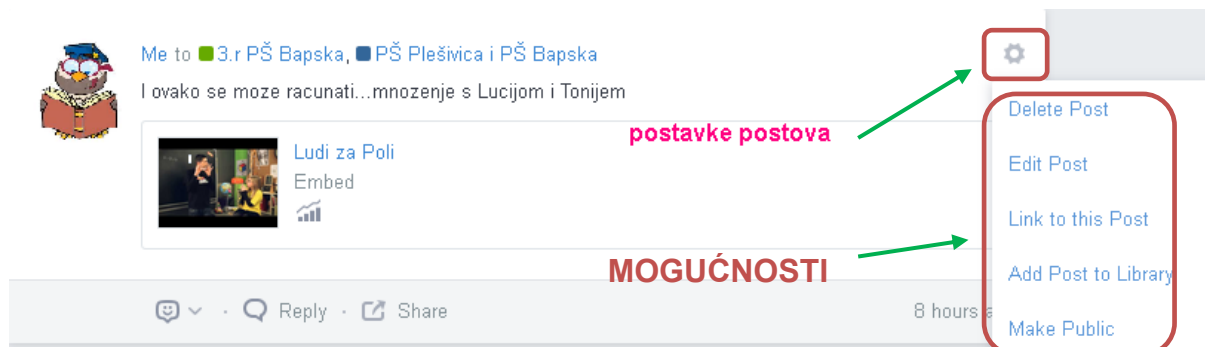 Me to 3.r PŠ Bapska, PŠ Plešivica i PŠ Bapska
I ovako se moze racunati...mnozenje s Lucijom i Tonijem
postavke postova
Ludi za Poli
Embed
MOGUĆNOSTI
Reply · Share
8 hours
Delete Post
Edit Post
Link to this Post
Add Post to Library
Make Public